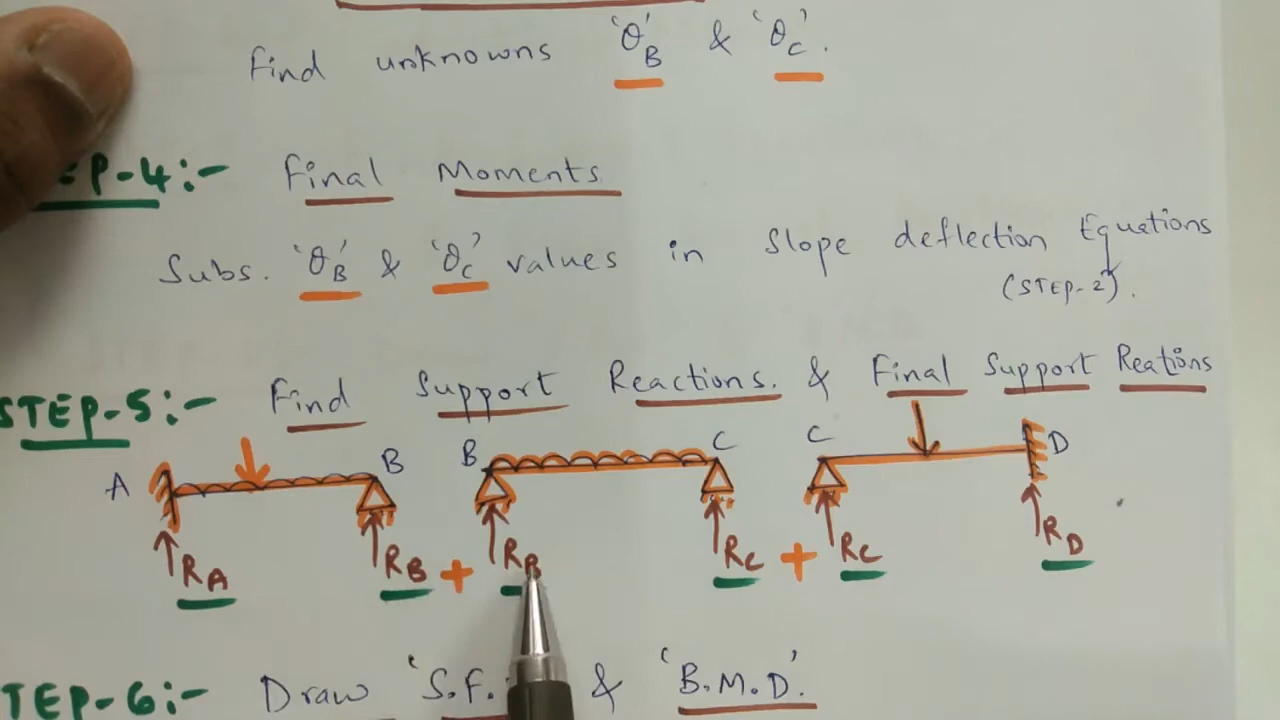 Find unknowns 'θB' & 'θC'.
EP-4:- Final Moments
Subs. 'θB' & 'θC' values in Slope deflection Equations
(STEP-2).
STEP-5:- Find Support Reactions. & Final Support Reations
A B B C C D
RA RB + RB RC + RC RD
TEP-6:- Draw 'S.F. & 'B.M.D.'